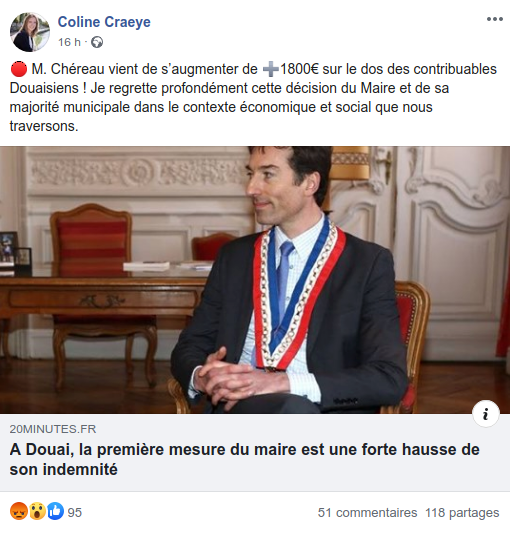 Coline Craeye
16 h ·
🔴 M. Chéreau vient de s'augmenter de ➕1800€ sur le dos des contribuables
Douaisiens ! Je regrette profondément cette décision du Maire et de sa
majorité municipale dans le contexte économique et social que nous
traversons.
20MINUTES.FR
A Douai, la première mesure du maire est une forte hausse de
son indemnité
95
51 commentaires 118 partages